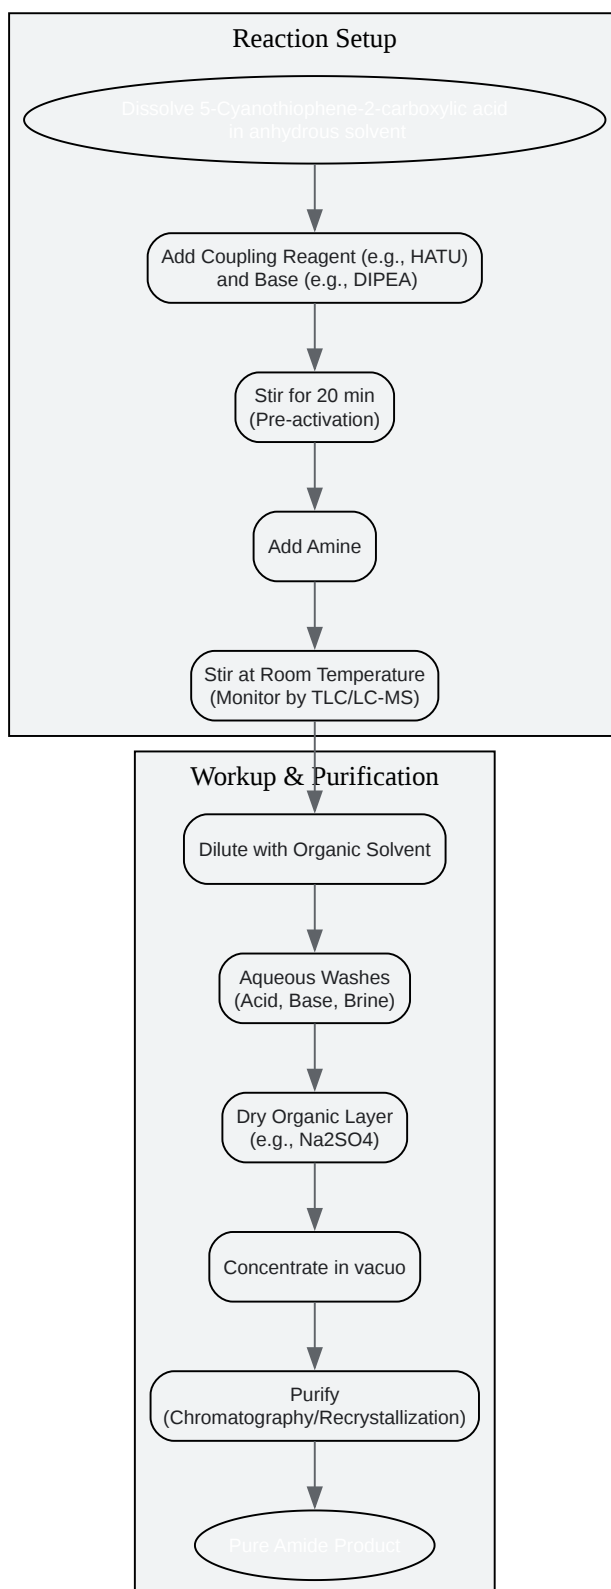 Reaction Setup
Dissolve 5-Cyanothiophene-2-carboxylic acid
in anhydrous solvent
Add Coupling Reagent (e.g., HATU)
and Base (e.g., DIPEA)
Stir for 20 min
(Pre-activation)
Add Amine
Stir at Room Temperature
(Monitor by TLC/LC-MS)
Workup & Purification
Dilute with Organic Solvent
Aqueous Washes
(Acid, Base, Brine)
Dry Organic Layer
(e.g., Na2SO4)
Concentrate in vacuo
Purify
(Chromatography/Recrystallization)
Pure Amide Product